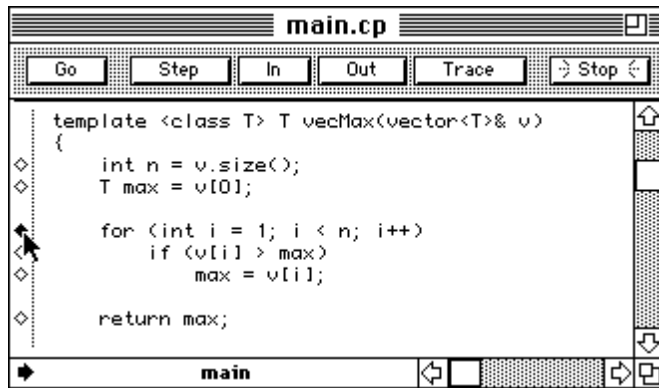 main.cp
Go Step In Out Trace Stop
template <class T> T vecMax(vector<T>& v)
{
int n = v.size();
T max = v[0];
for (int i = 1; i < n; i++)
if (v[i] > max)
max = v[i];
return max;
main